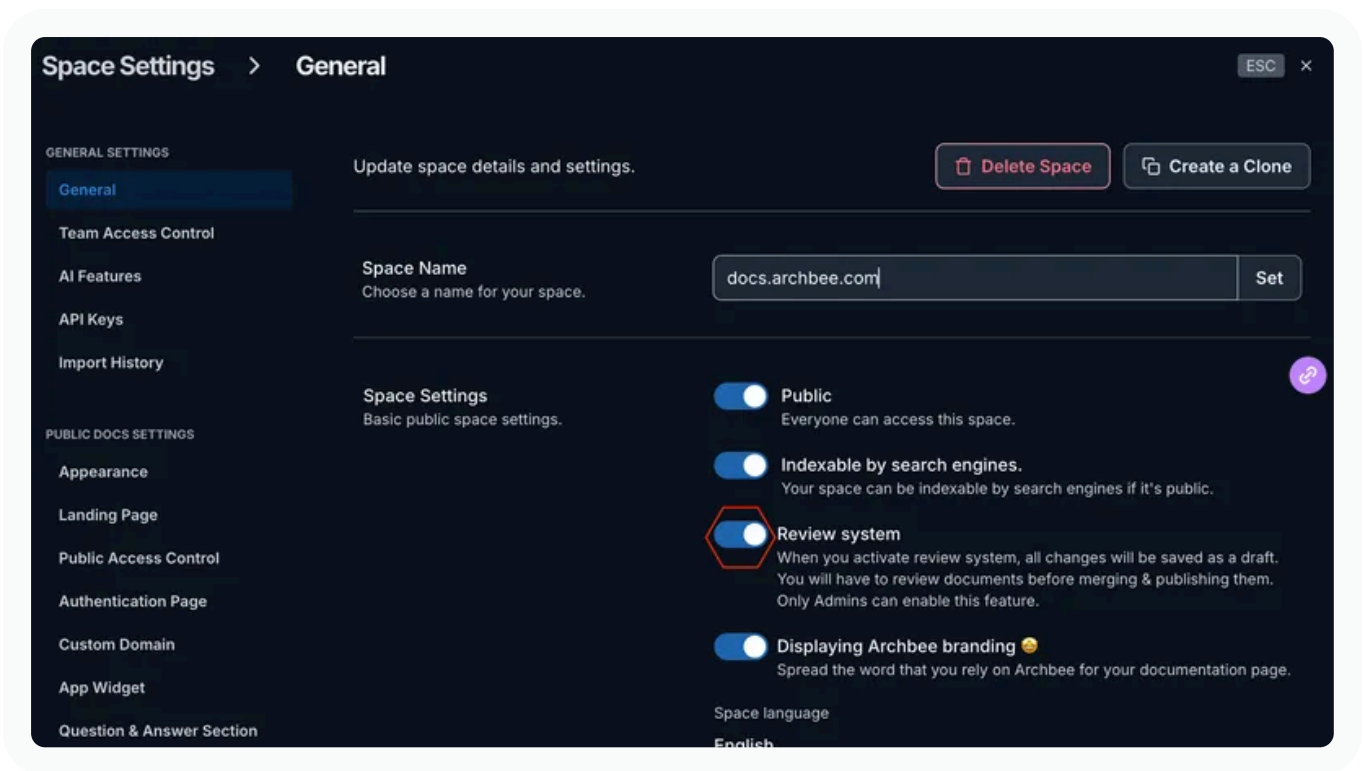 Space Settings > General
ESC ×
GENERAL SETTINGS
General
Team Access Control
AI Features
API Keys
Import History
PUBLIC DOCS SETTINGS
Appearance
Landing Page
Public Access Control
Authentication Page
Custom Domain
App Widget
Question & Answer Section
Update space details and settings.
Delete Space
Create a Clone
Space Name
Choose a name for your space.
docs.archbee.com
Set
Space Settings
Basic public space settings.
Public
Everyone can access this space.
Indexable by search engines.
Your space can be indexable by search engines if it's public.
Review system
When you activate review system, all changes will be saved as a draft.
You will have to review documents before merging & publishing them.
Only Admins can enable this feature.
Displaying Archbee branding 🤩
Spread the word that you rely on Archbee for your documentation page.
Space language
English